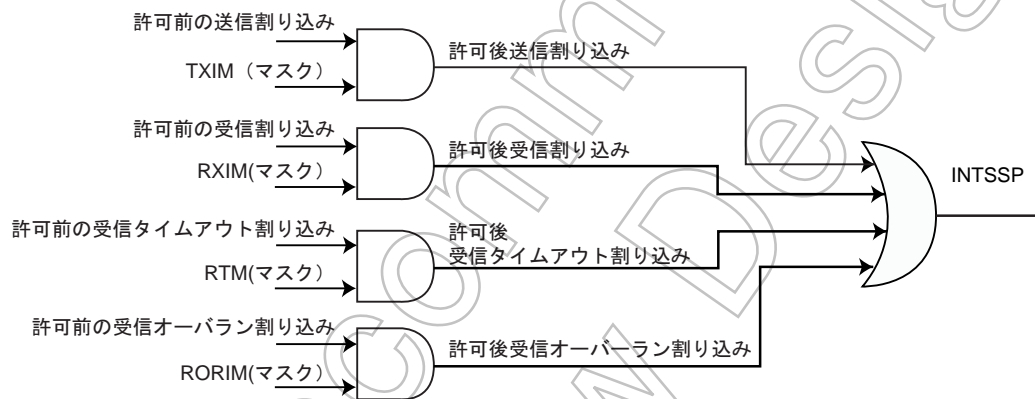 許可前の送信割り込み
TXIM（マスク）
許可後送信割り込み
許可前の受信割り込み
RXIM(マスク）
許可後受信割り込み
INTSSP
許可前の受信タイムアウト割り込み
RTM(マスク）
許可後
受信タイムアウト割り込み
許可前の受信オーバラン割り込み
RORIM(マスク）
許可後受信オーバーラン割り込み